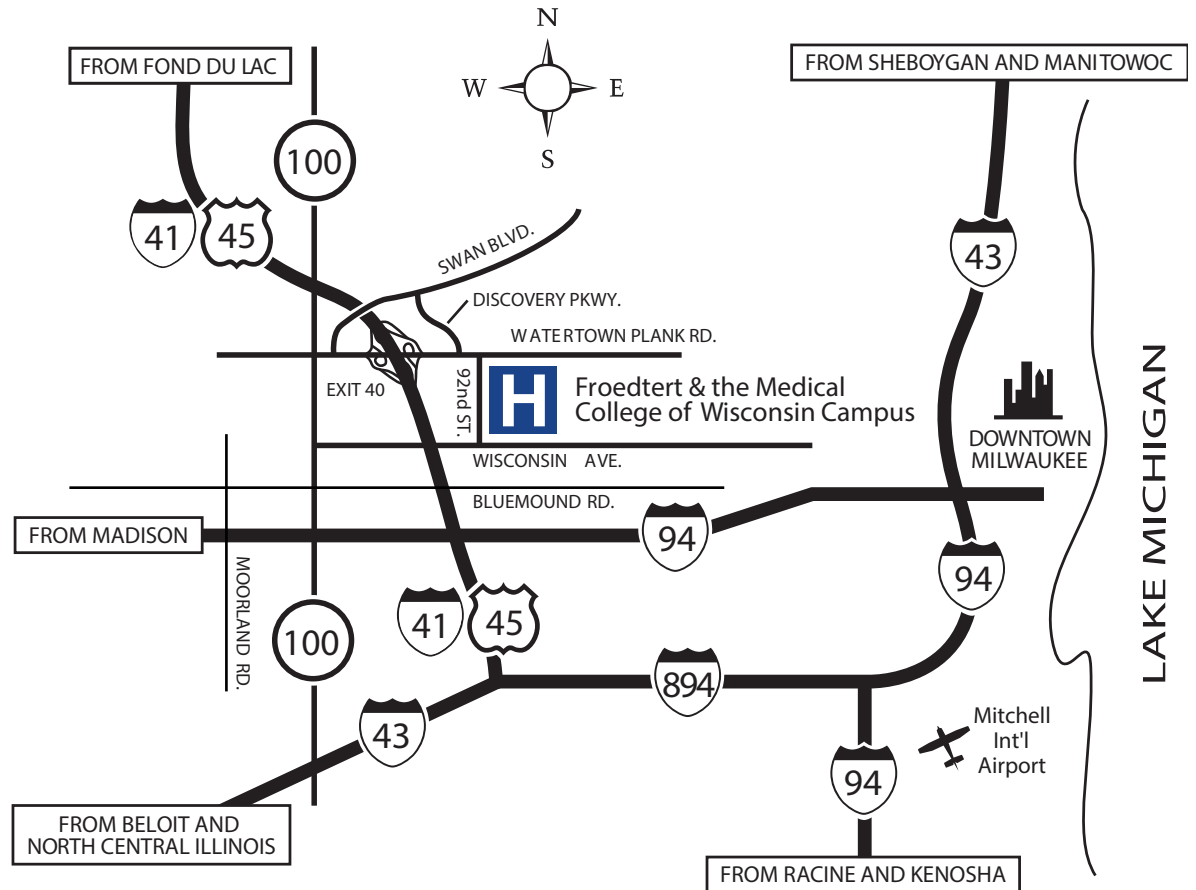 N
FROM FOND DU LAC
FROM SHEBOYGAN AND MANITOWOC
W
E
S
100
41
45
43
SWAN BLVD.
DISCOVERY PKWY.
WATERTOWN PLANK RD.
EXIT 40
92nd ST.
H
Froedtert & the Medical
College of Wisconsin Campus
DOWNTOWN
MILWAUKEE
LAKE MICHIGAN
WISCONSIN AVE.
BLUEMOUND RD.
FROM MADISON
94
94
MOORLAND RD.
41
45
100
894
43
Mitchell
Int'l
Airport
94
FROM BELOIT AND
NORTH CENTRAL ILLINOIS
FROM RACINE AND KENOSHA